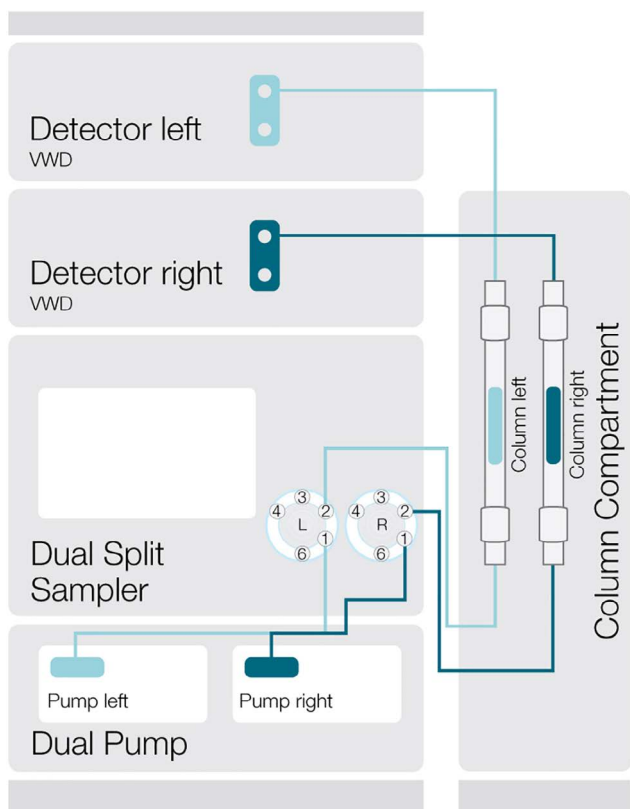 Detector left
VWD
Detector right
VWD
Column left
Column right
Column Compartment
3
4
2
L
1
6
3
4
2
R
1
6
Dual Split
Sampler
Pump left
Pump right
Dual Pump